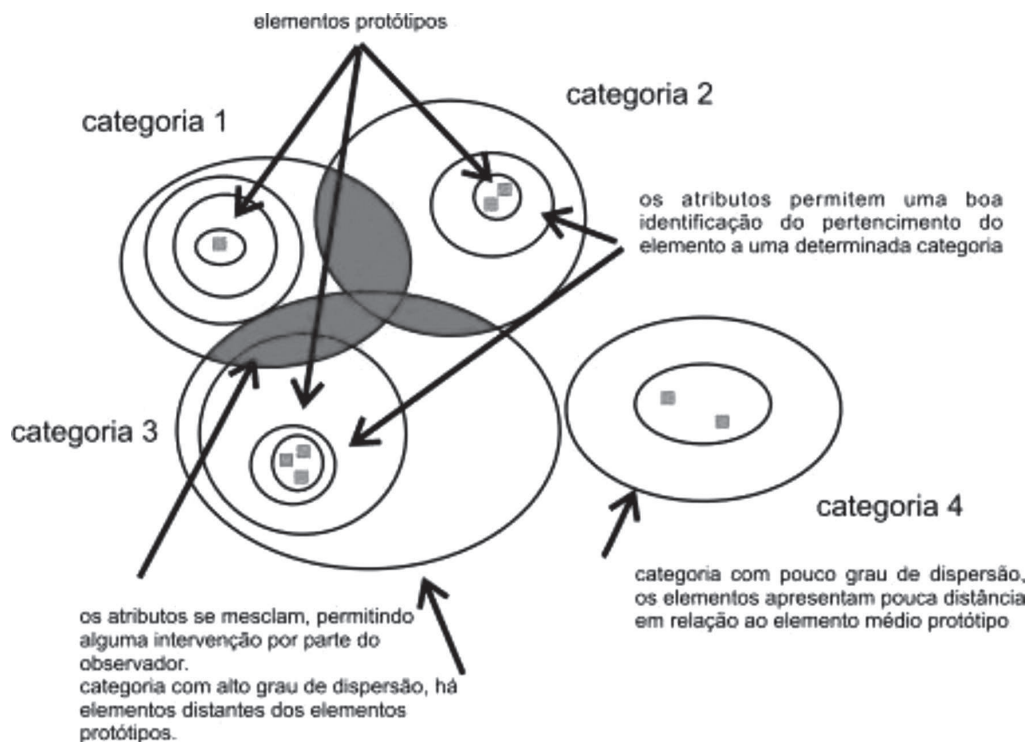 elementos protótipos
categoria 1
categoria 2
os atributos permitem uma boa
identificação do pertencimento do
elemento a uma determinada categoria
categoria 3
categoria 4
categoria com pouco grau de dispersão,
os elementos apresentam pouca distância
em relação ao elemento médio protótipo
os atributos se mesclam, permitindo
alguma intervenção por parte do
observador.
categoria com alto grau de dispersão, há
elementos distantes dos elementos
protótipos.